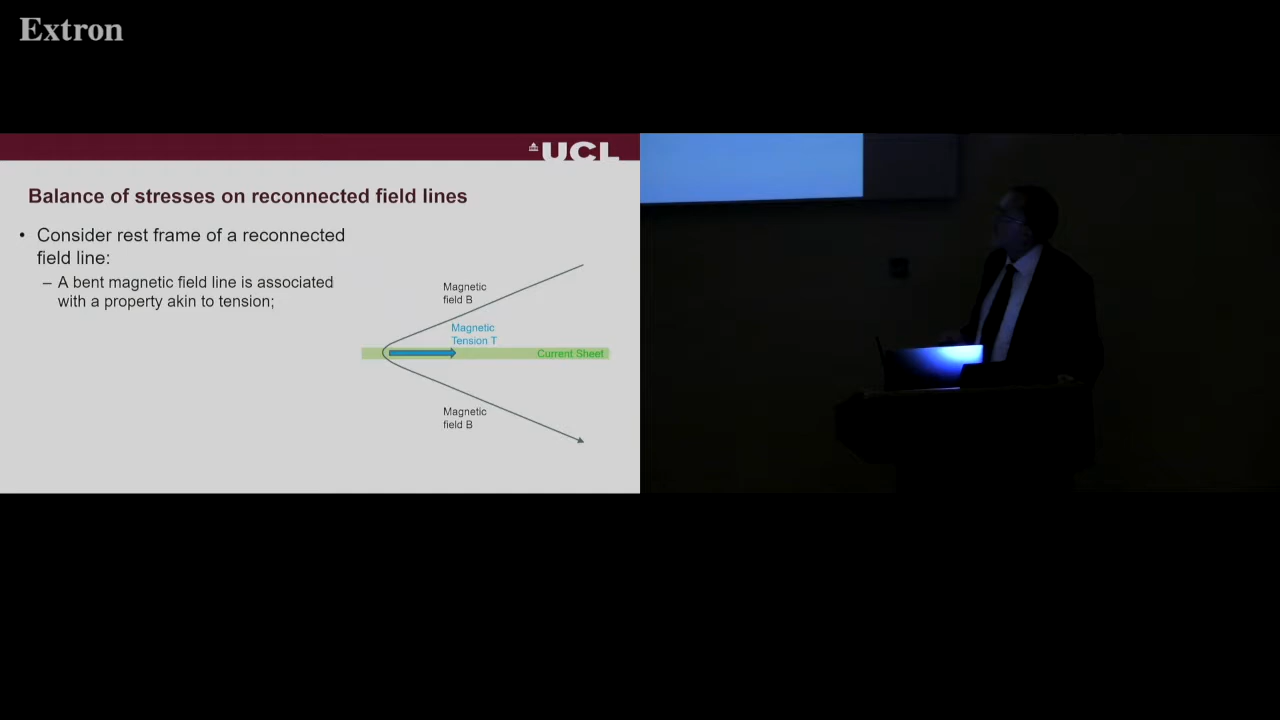 Extron
UCL
Balance of stresses on reconnected field lines
• Consider rest frame of a reconnected
field line:
– A bent magnetic field line is associated
with a property akin to tension;
Magnetic
field B
Magnetic
Tension T
Current Sheet
Magnetic
field B